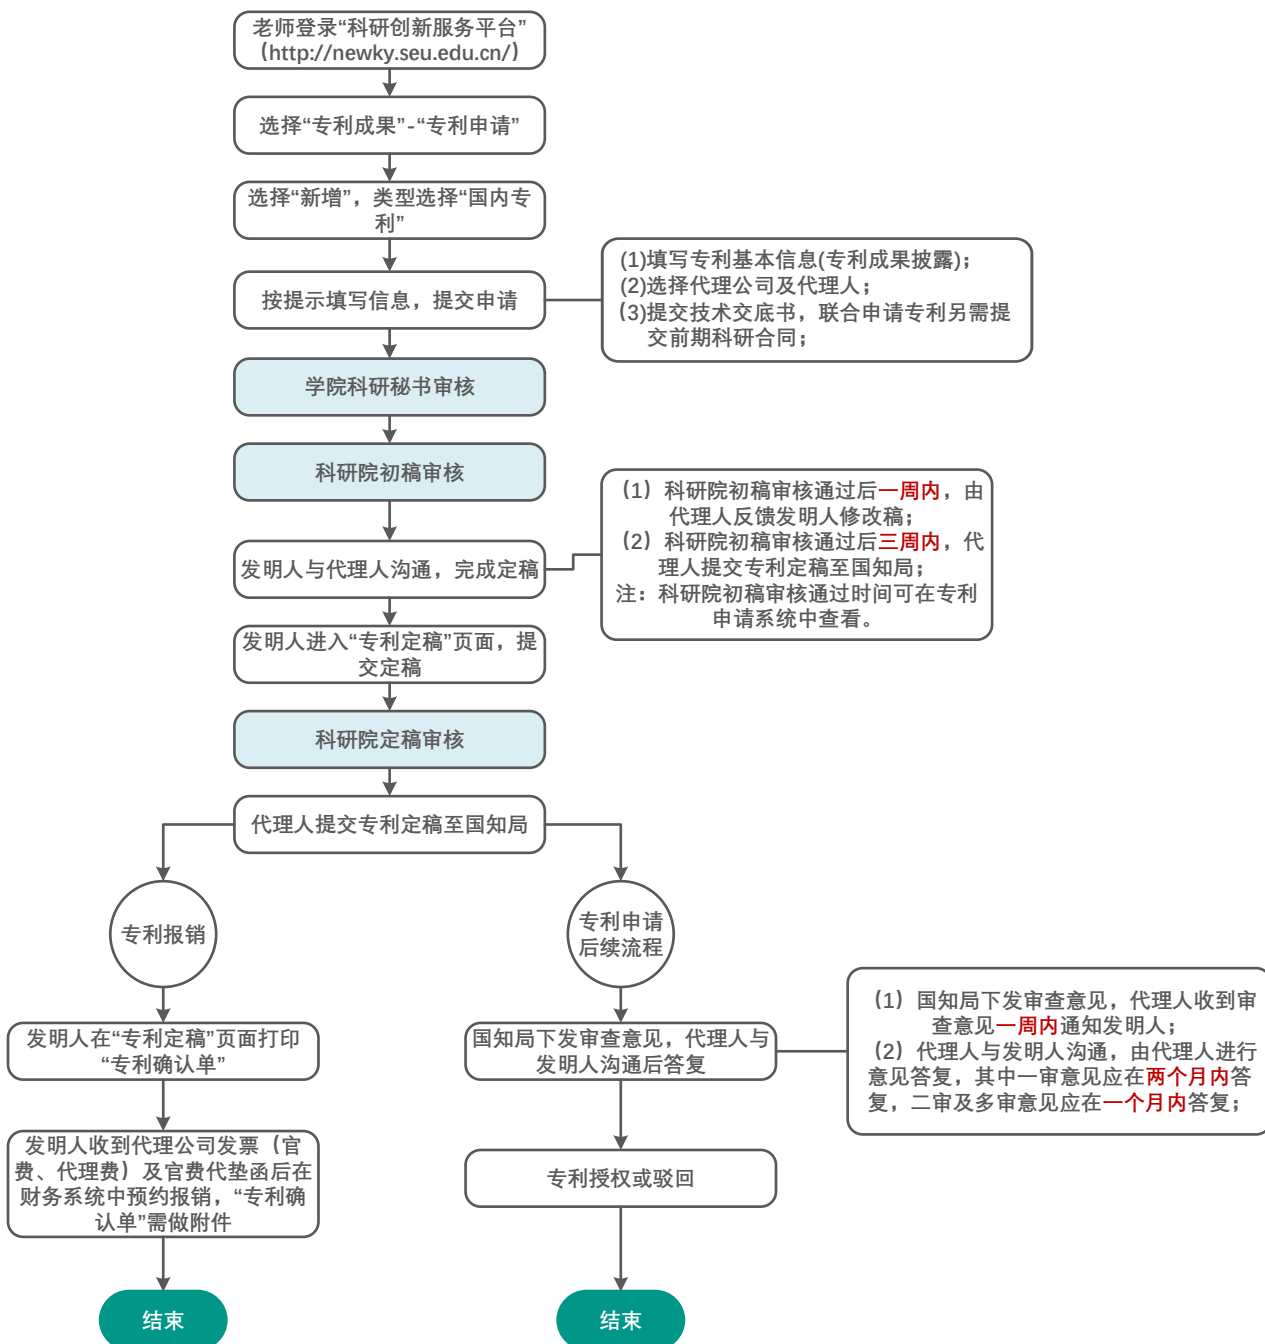 老师登录“科研创新服务平台”
（http://newky.seu.edu.cn/）
选择“专利成果”-“专利申请”
选择“新增”，类型选择“国内专
利”
按提示填写信息，提交申请
(1)填写专利基本信息(专利成果披露)；
(2)选择代理公司及代理人；
(3)提交技术交底书，联合申请专利另需提
交前期科研合同；
学院科研秘书审核
科研院初稿审核
（1）科研院初稿审核通过后一周内，由
代理人反馈发明人修改稿；
（2）科研院初稿审核通过后三周内，代
理人提交专利定稿至国知局；
注：科研院初稿审核通过时间可在专利
申请系统中查看。
发明人与代理人沟通，完成定稿
发明人进入“专利定稿”页面，提
交定稿
科研院定稿审核
代理人提交专利定稿至国知局
专利报销
专利申请
后续流程
发明人在“专利定稿”页面打印
“专利确认单”
国知局下发审查意见，代理人与
发明人沟通后答复
（1）国知局下发审查意见，代理人收到审
查意见一周内通知发明人；
（2）代理人与发明人沟通，由代理人进行
意见答复，其中一审意见应在两个月内答
复，二审及多审意见应在一个月内答复；
发明人收到代理公司发票（官
费、代理费）及官费代垫函后在
财务系统中预约报销，“专利确
认单”需做附件
专利授权或驳回
结束
结束